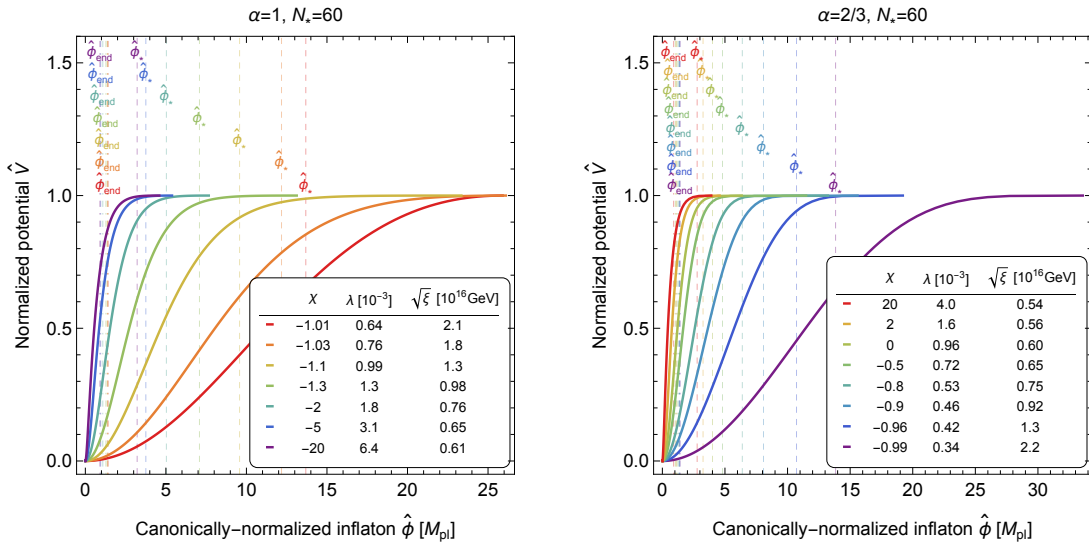 α=1, N⋆=60
Normalized potential V̂
1.5
1.0
0.5
0.0
ϕ̂end ϕ̂⋆
ϕ̂end ϕ̂⋆
ϕ̂end ϕ̂⋆
ϕ̂end ϕ̂⋆
ϕ̂end ϕ̂⋆
ϕ̂end ϕ̂⋆
ϕ̂end ϕ̂⋆
χ λ [10⁻³] √ξ [10¹⁶GeV]
−1.01 0.64 2.1
−1.03 0.76 1.8
−1.1 0.99 1.3
−1.3 1.3 0.98
−2 1.8 0.76
−5 3.1 0.65
−20 6.4 0.61
0 5 10 15 20 25
Canonically−normalized inflaton ϕ̂ [Mpl]
α=2/3, N⋆=60
Normalized potential V̂
1.5
1.0
0.5
0.0
ϕ̂end ϕ̂⋆
ϕ̂end ϕ̂⋆
ϕ̂end ϕ̂⋆
ϕ̂end ϕ̂⋆
ϕ̂end ϕ̂⋆
ϕ̂end ϕ̂⋆
ϕ̂end ϕ̂⋆
ϕ̂end ϕ̂⋆
χ λ [10⁻³] √ξ [10¹⁶GeV]
20 4.0 0.54
2 1.6 0.56
0 0.96 0.60
−0.5 0.72 0.65
−0.8 0.53 0.75
−0.9 0.46 0.92
−0.96 0.42 1.3
−0.99 0.34 2.2
0 5 10 15 20 25 30
Canonically−normalized inflaton ϕ̂ [Mpl]